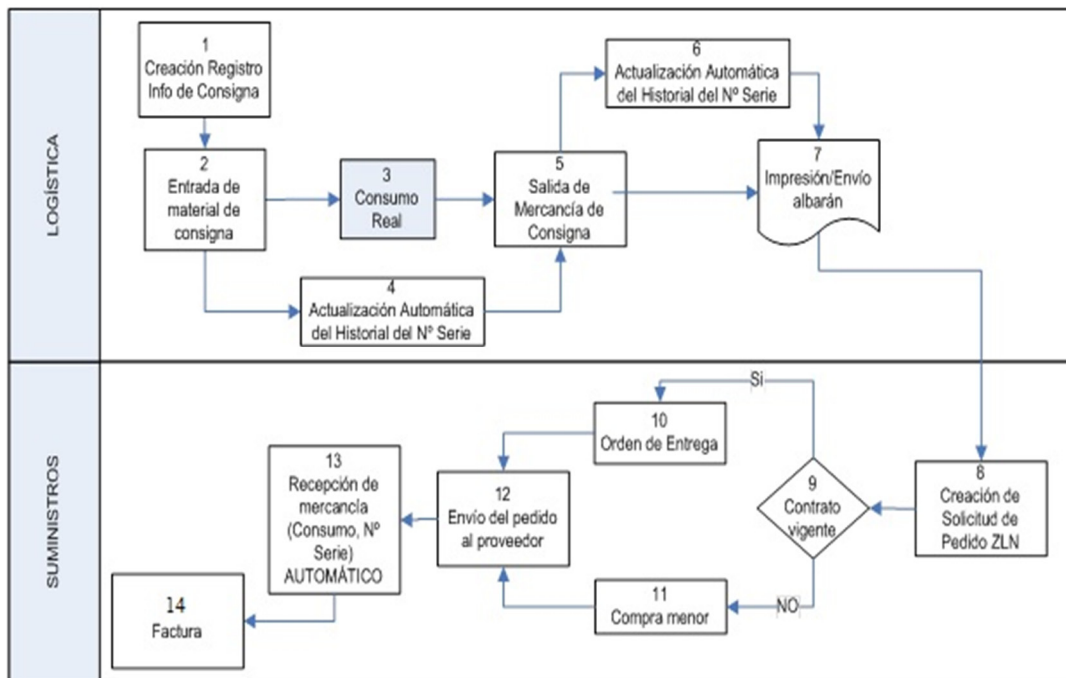 LOGÍSTICA
1
Creación Registro
Info de Consigna
2
Entrada de
material de
consigna
3
Consumo
Real
4
Actualización Automática
del Historial del Nº Serie
5
Salida de
Mercancía de
Consigna
6
Actualización Automática
del Historial del Nº Serie
7
Impresión/Envío
albarán
SUMINISTROS
8
Creación de
Solicitud de
Pedido ZLN
9
Contrato
vigente
Si
NO
10
Orden de Entrega
11
Compra menor
12
Envío del pedido
al proveedor
13
Recepción de
mercancía
(Consumo, Nº
Serie)
AUTOMÁTICO
14
Factura